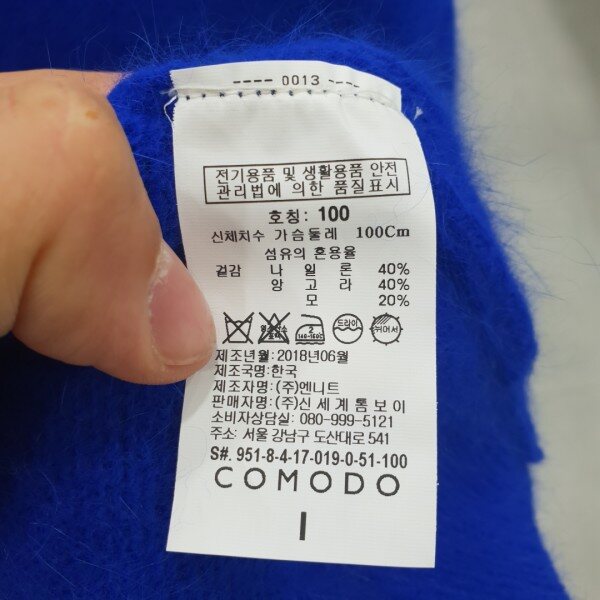 ---- 0013 ----
전기용품 및 생활용품 안전
관리법에 의한 품질표시
호칭: 100
신체치수 가슴둘레 100Cm
섬유의 혼용율
겉감 나 일 론 40%
앙 고 라 40%
모 20%
2 140~160℃ 드라이 뉘어서
제조년월:2018년06월
제조국명:한국
제조자명:(주)엔니트
판매자명:(주)신세계톰보이
소비자상담실: 080-999-5121
주소: 서울 강남구 도산대로 541
S#. 951-8-4-17-019-0-51-100
COMODO
I